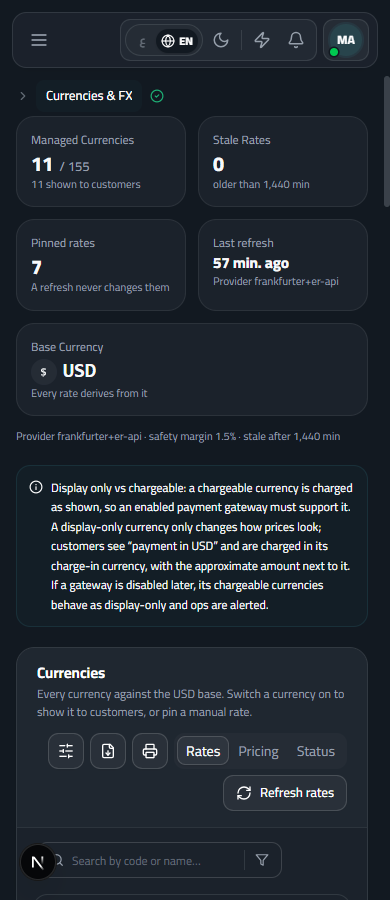 ع
EN
MA
Currencies & FX
Managed Currencies
11 / 155
11 shown to customers
Stale Rates
0
older than 1,440 min
Pinned rates
7
A refresh never changes them
Last refresh
57 min. ago
Provider frankfurter+er-api
Base Currency
$ USD
Every rate derives from it
Provider frankfurter+er-api · safety margin 1.5% · stale after 1,440 min
Display only vs chargeable: a chargeable currency is charged
as shown, so an enabled payment gateway must support it.
A display-only currency only changes how prices look;
customers see “payment in USD” and are charged in its
charge-in currency, with the approximate amount next to it.
If a gateway is disabled later, its chargeable currencies
behave as display-only and ops are alerted.
Currencies
Every currency against the USD base. Switch a currency on to
show it to customers, or pin a manual rate.
Rates Pricing Status
Refresh rates
N
Search by code or name...